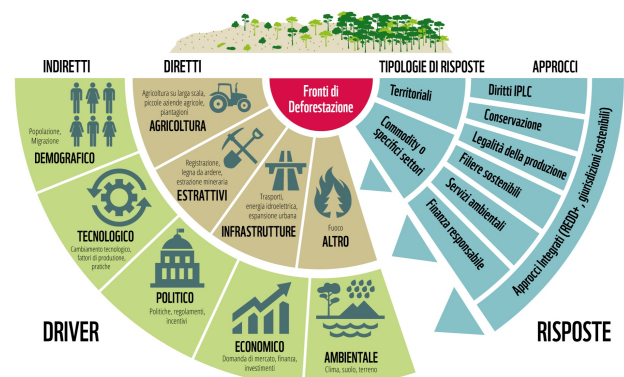 INDIRETTI
DIRETTI
TIPOLOGIE DI RISPOSTE
APPROCCI
Popolazione,
Migrazione
DEMOGRAFICO
Cambiamento tecnologico,
fattori di produzione,
pratiche
TECNOLOGICO
POLITICO
Politiche, regolamenti,
incentivi
ECONOMICO
Domanda di mercato, finanza,
investimenti
AMBIENTALE
Clima, suolo, terreno
Agricoltura su larga scala,
piccole aziende agricole,
piantagioni
AGRICOLTURA
Registrazione,
legna da ardere,
estrazione mineraria
ESTRATTIVI
Trasporti,
energia idroelettrica,
espansione urbana
INFRASTRUTTURE
Fuoco
ALTRO
Fronti di
Deforestazione
Territoriali
Commodity o
specifici settori
Diritti IPLC
Conservazione
Legalità della produzione
Filiere sostenibili
Servizi ambientali
Finanza responsabile
Approcci Integrati (REDD+, giurisdizioni sostenibili)
DRIVER
RISPOSTE